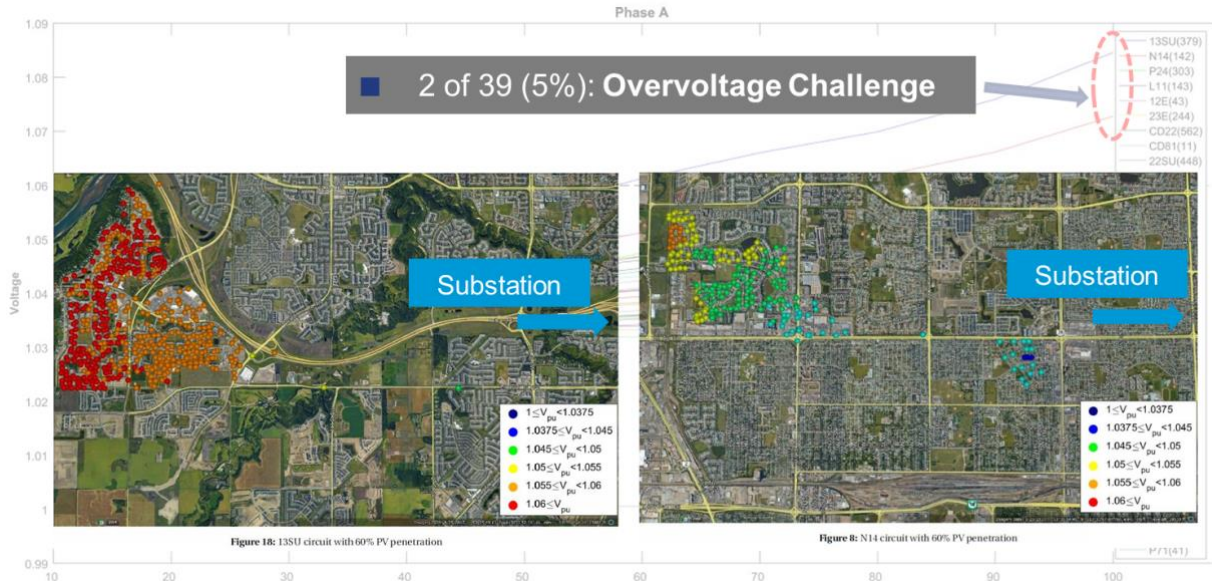 Phase A
2 of 39 (5%): Overvoltage Challenge
Voltage
1.09
1.08
1.07
1.06
1.05
1.04
1.03
1.02
1.01
1
0.99
13SU(379)
N14(142)
P24(303)
L11(143)
12E(43)
23E(244)
CD22(562)
CD81(11)
22SU(448)
Substation
1≤Vpu<1.0375
1.0375≤Vpu<1.045
1.045≤Vpu<1.05
1.05≤Vpu<1.055
1.055≤Vpu<1.06
1.06≤Vpu
Figure 18: 13SU circuit with 60% PV penetration
Substation
1≤Vpu<1.0375
1.0375≤Vpu<1.045
1.045≤Vpu<1.05
1.05≤Vpu<1.055
1.055≤Vpu<1.06
1.06≤Vpu
Figure 8: N14 circuit with 60% PV penetration
P71(41)
10 20 30 40 50 60 70 80 90 100